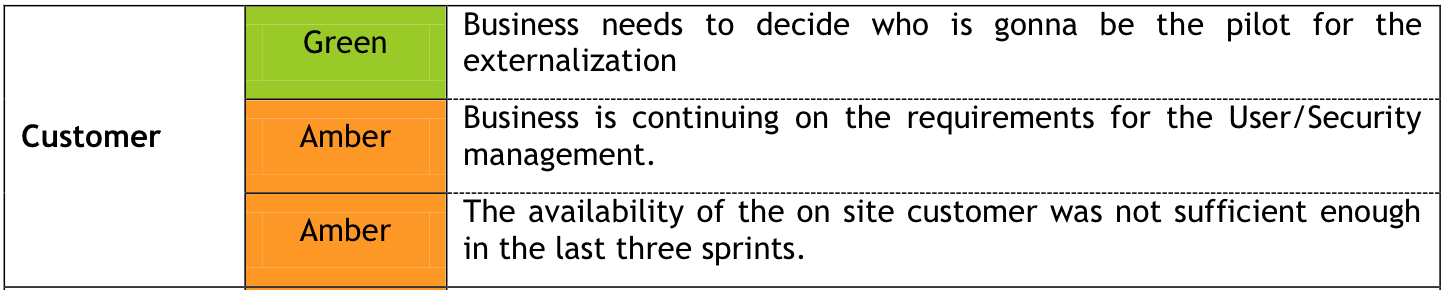 Customer
Green
Business needs to decide who is gonna be the pilot for the
externalization
Amber
Business is continuing on the requirements for the User/Security
management.
Amber
The availability of the on site customer was not sufficient enough
in the last three sprints.